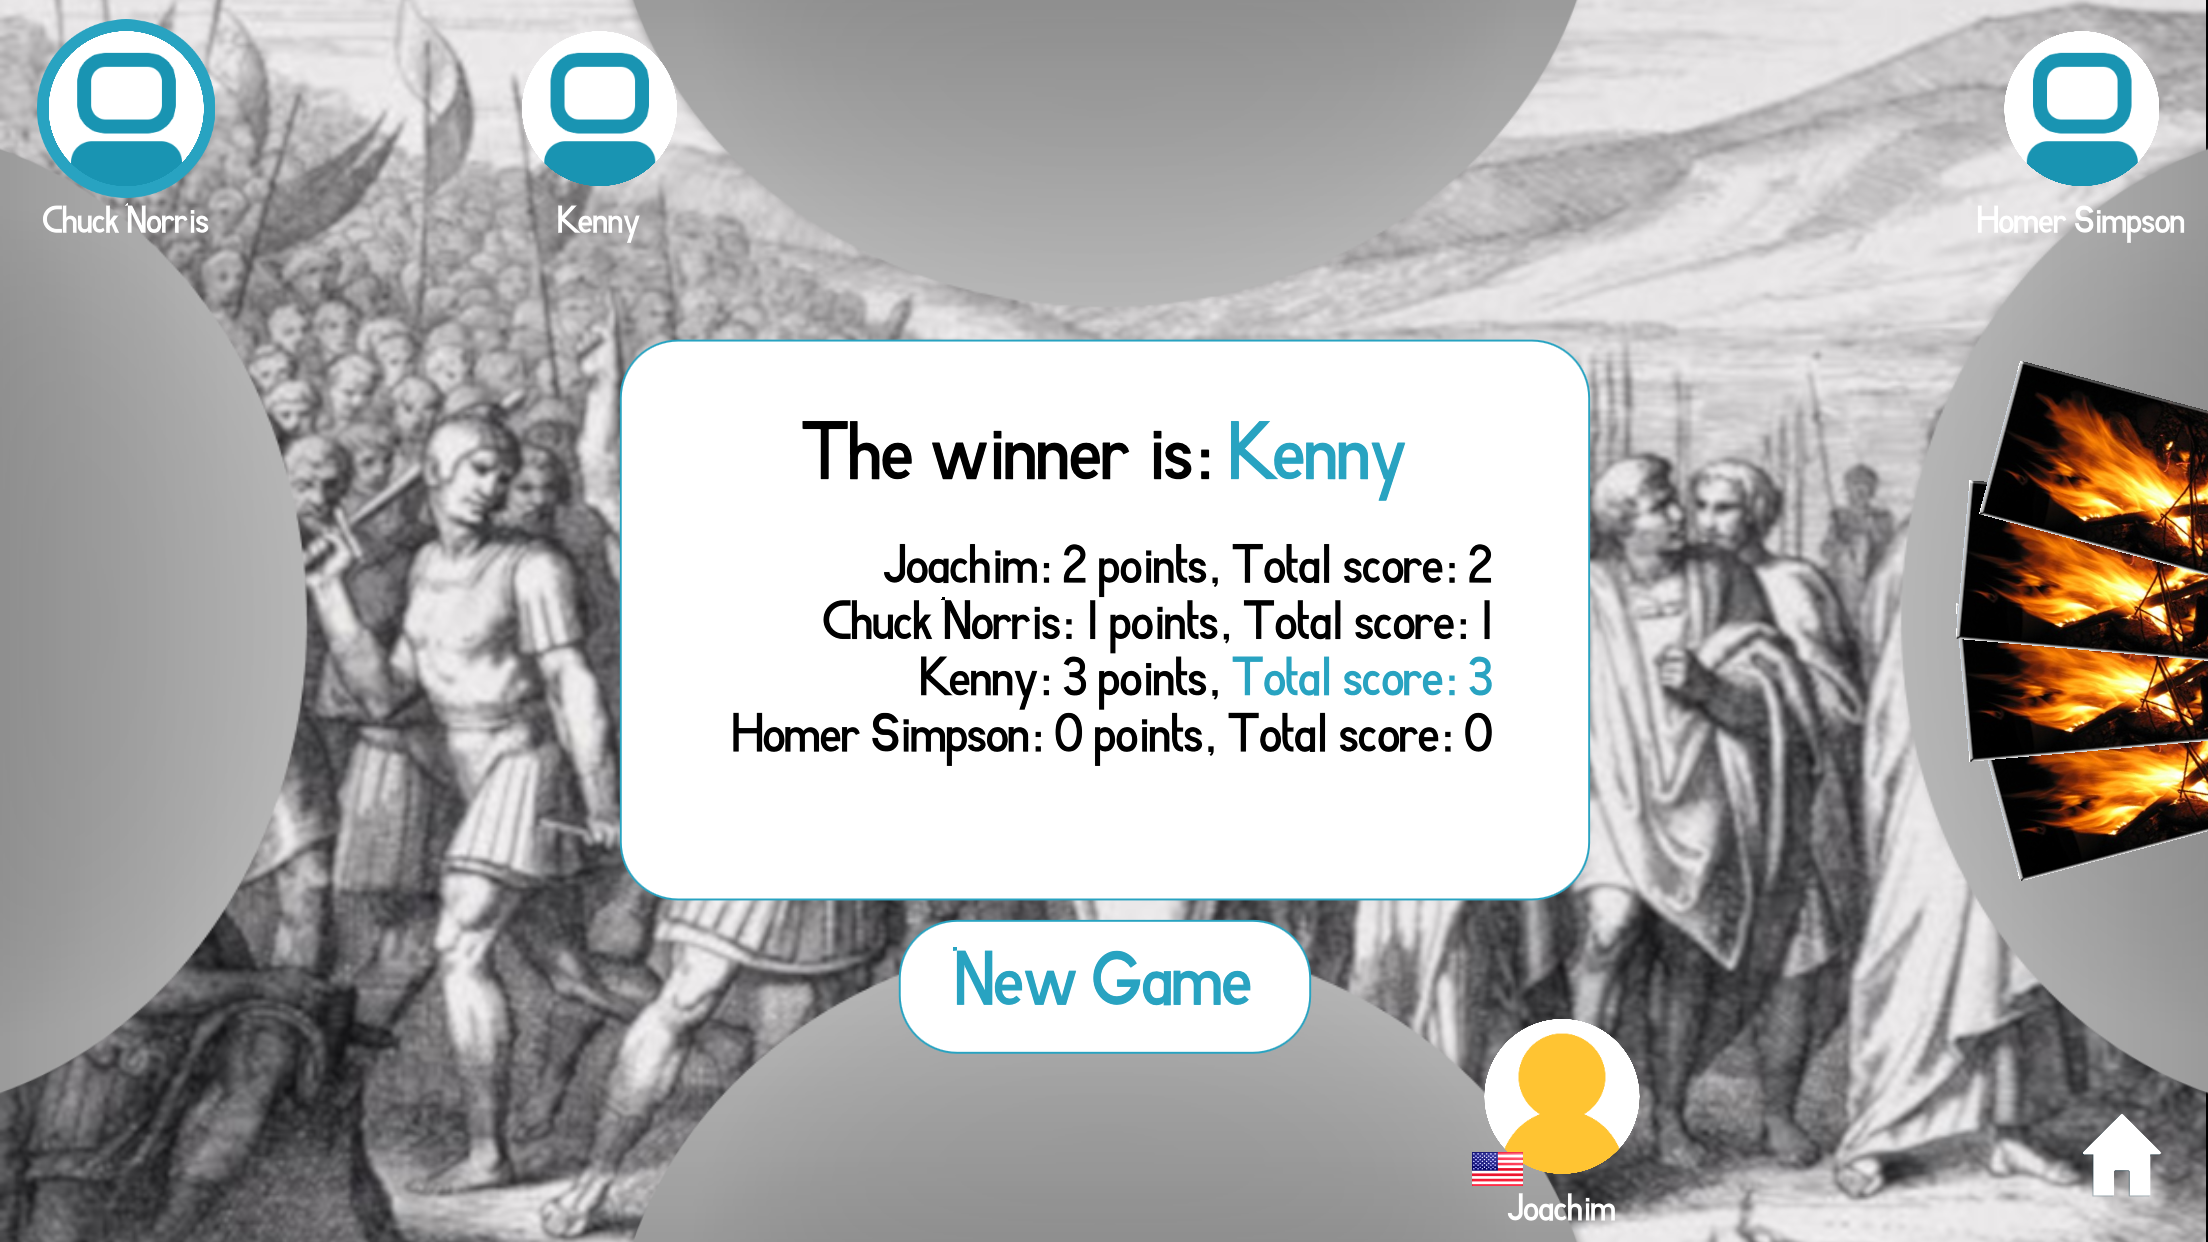 Chuck Norris
Kenny
Homer Simpson
The winner is: Kenny
Joachim: 2 points, Total score: 2
Chuck Norris: 1 points, Total score: 1
Kenny: 3 points, Total score: 3
Homer Simpson: 0 points, Total score: 0
New Game
Joachim